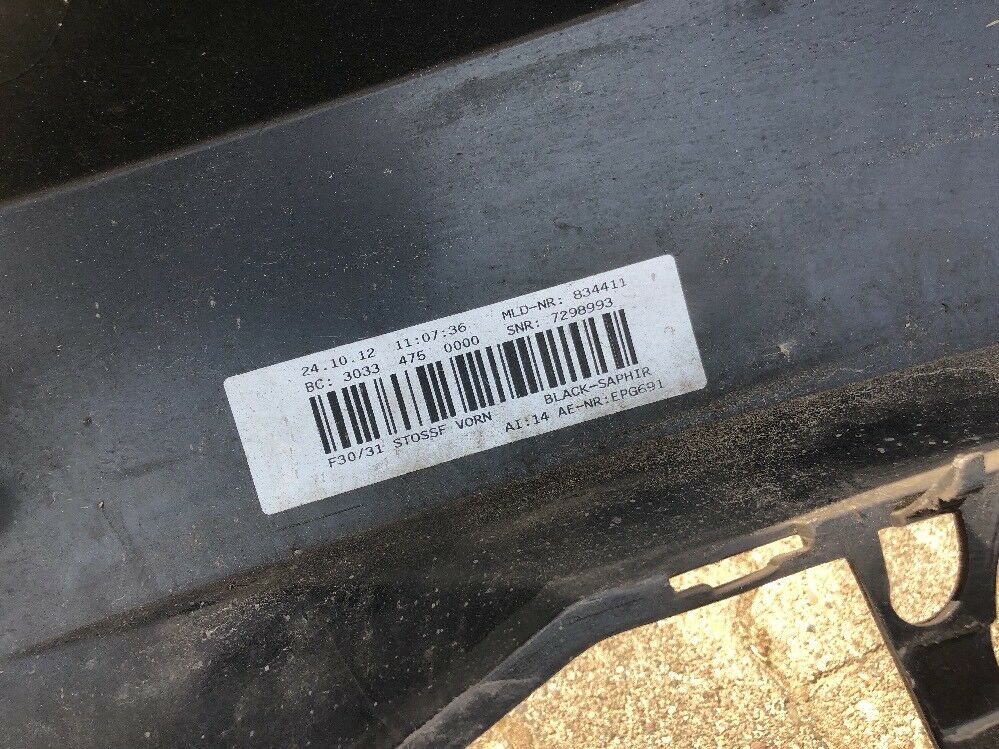 24.10.12 11:07:36 MLD-NR: 834411
BC: 3033 475 0000 SNR: 7298993
F30/31 STOSSF VORN BLACK-SAPHIR
AI:14 AE-NR:EPG691